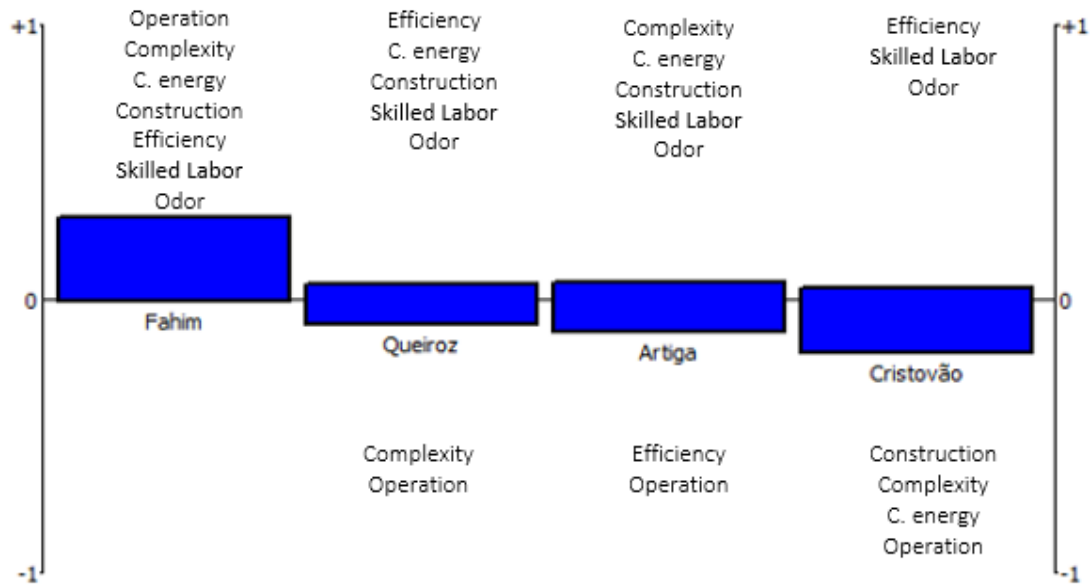 +1
Operation
Complexity
C. energy
Construction
Efficiency
Skilled Labor
Odor
Efficiency
C. energy
Construction
Skilled Labor
Odor
Complexity
C. energy
Construction
Skilled Labor
Odor
Efficiency
Skilled Labor
Odor
+1
0
Fahim
Queiroz
Artiga
Cristovão
0
Complexity
Operation
Efficiency
Operation
Construction
Complexity
C. energy
Operation
-1
-1